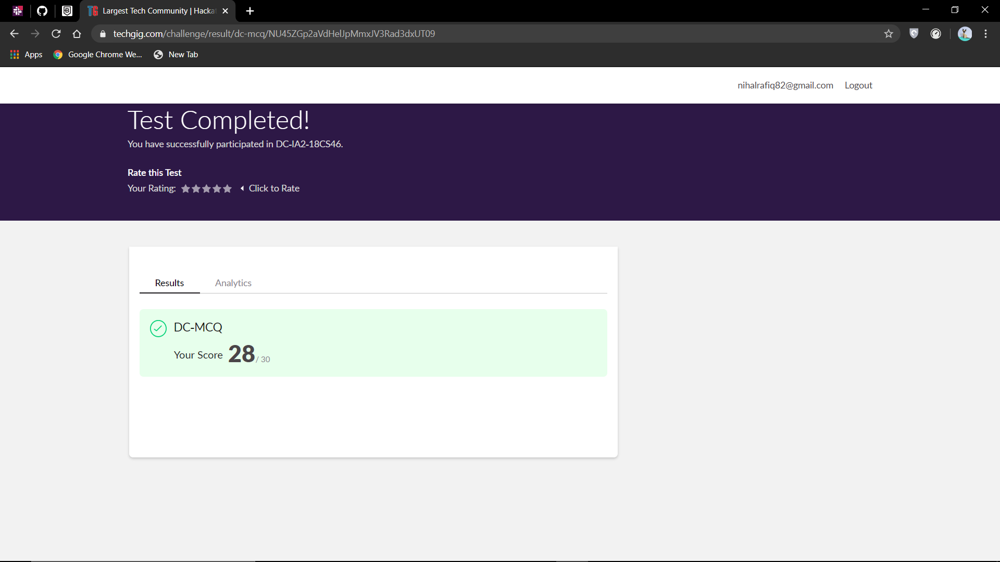 Largest Tech Community | Hacka
techgig.com/challenge/result/dc-mcq/
Apps
Google Chrome We...
New Tab
nihalrafiq82@gmail.com
Logout
Test Completed!
You have successfully participated in DC-IA2-18CS46.
Rate this Test
Your Rating:
Click to Rate
Results
Analytics
DC-MCQ
Your Score 28 / 30